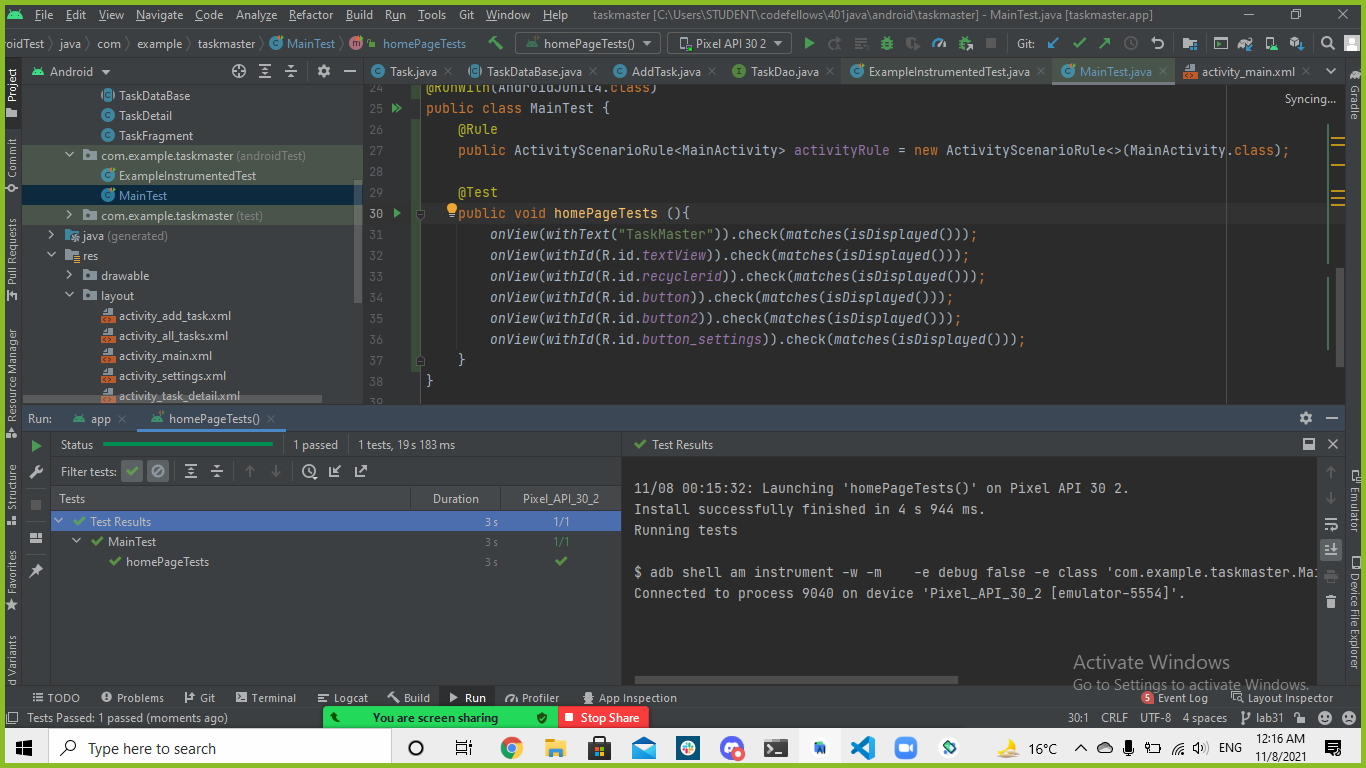 File Edit View Navigate Code Analyze Refactor Build Run Tools Git Window Help taskmaster [C:\Users\STUDENT\codefellows\401java\android\taskmaster] - MainTest.java [taskmaster.app]
oidTest java com example taskmaster MainTest homePageTests homePageTests() Pixel API 30 2 Git:
Android Task.java TaskDataBase.java AddTask.java TaskDao.java ExampleInstrumentedTest.java MainTest.java activity_main.xml
Project
Commit
Pull Requests
Resource Manager
Structure
Favorites
d Variants
TaskDataBase
TaskDetail
TaskFragment
com.example.taskmaster (androidTest)
ExampleInstrumentedTest
MainTest
com.example.taskmaster (test)
java (generated)
res
drawable
layout
activity_add_task.xml
activity_all_tasks.xml
activity_main.xml
activity_settings.xml
activity_task_detail.xml
Syncing...
24 @RunWith(AndroidJUnit4.class)
25 public class MainTest {
26 @Rule
27 public ActivityScenarioRule<MainActivity> activityRule = new ActivityScenarioRule<>(MainActivity.class);
28
29 @Test
30 public void homePageTests (){
31 onView(withText("TaskMaster")).check(matches(isDisplayed()));
32 onView(withId(R.id.textView)).check(matches(isDisplayed()));
33 onView(withId(R.id.recyclerid)).check(matches(isDisplayed()));
34 onView(withId(R.id.button)).check(matches(isDisplayed()));
35 onView(withId(R.id.button2)).check(matches(isDisplayed()));
36 onView(withId(R.id.button_settings)).check(matches(isDisplayed()));
37 }
38 }
39
Gradle
Emulator
Device File Explorer
Run: app homePageTests()
Status 1 passed 1 tests, 19 s 183 ms
Filter tests:
Tests Duration Pixel_API_30_2
Test Results 3 s 1/1
MainTest 3 s 1/1
homePageTests 3 s
Test Results
11/08 00:15:32: Launching 'homePageTests()' on Pixel API 30 2.
Install successfully finished in 4 s 944 ms.
Running tests
$ adb shell am instrument -w -m    -e debug false -e class 'com.example.taskmaster.Mai
Connected to process 9040 on device 'Pixel_API_30_2 [emulator-5554]'.
Activate Windows
Go to Settings to activate Windows.
TODO Problems Git Terminal Logcat Build Run Profiler App Inspection 5 Event Log Layout Inspector
Tests Passed: 1 passed (moments ago) 30:1 CRLF UTF-8 4 spaces lab31
You are screen sharing Stop Share
Type here to search 16°C ENG 12:16 AM
11/8/2021